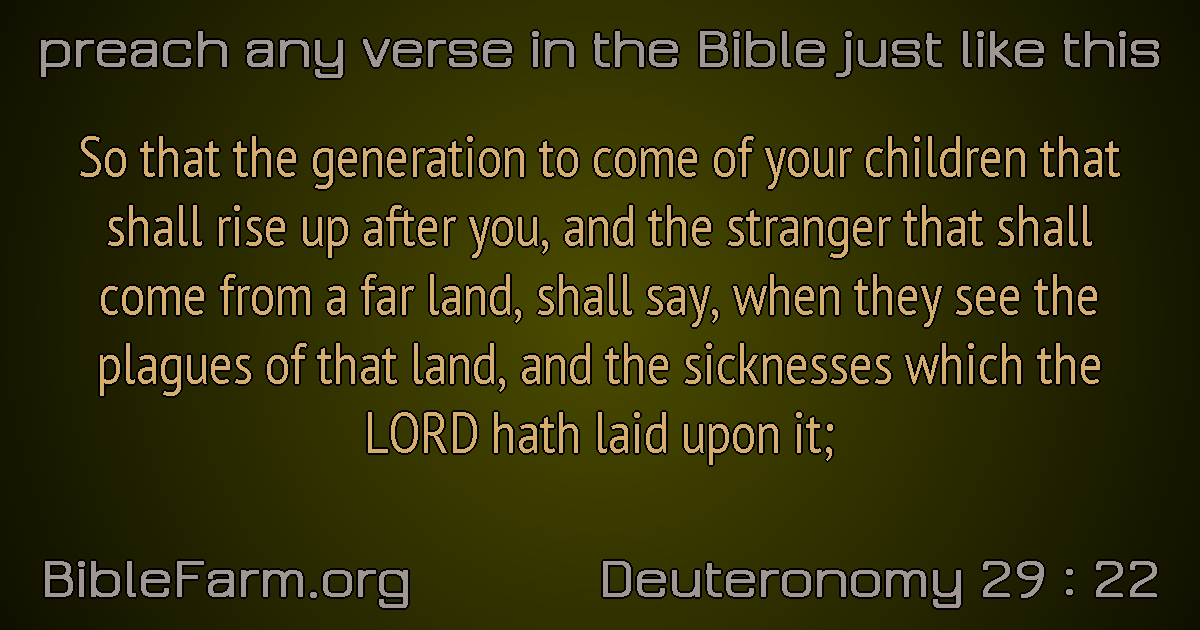 preach any verse in the Bible just like this
So that the generation to come of your children that
shall rise up after you, and the stranger that shall
come from a far land, shall say, when they see the
plagues of that land, and the sicknesses which the
LORD hath laid upon it;
BibleFarm.org
Deuteronomy 29 : 22